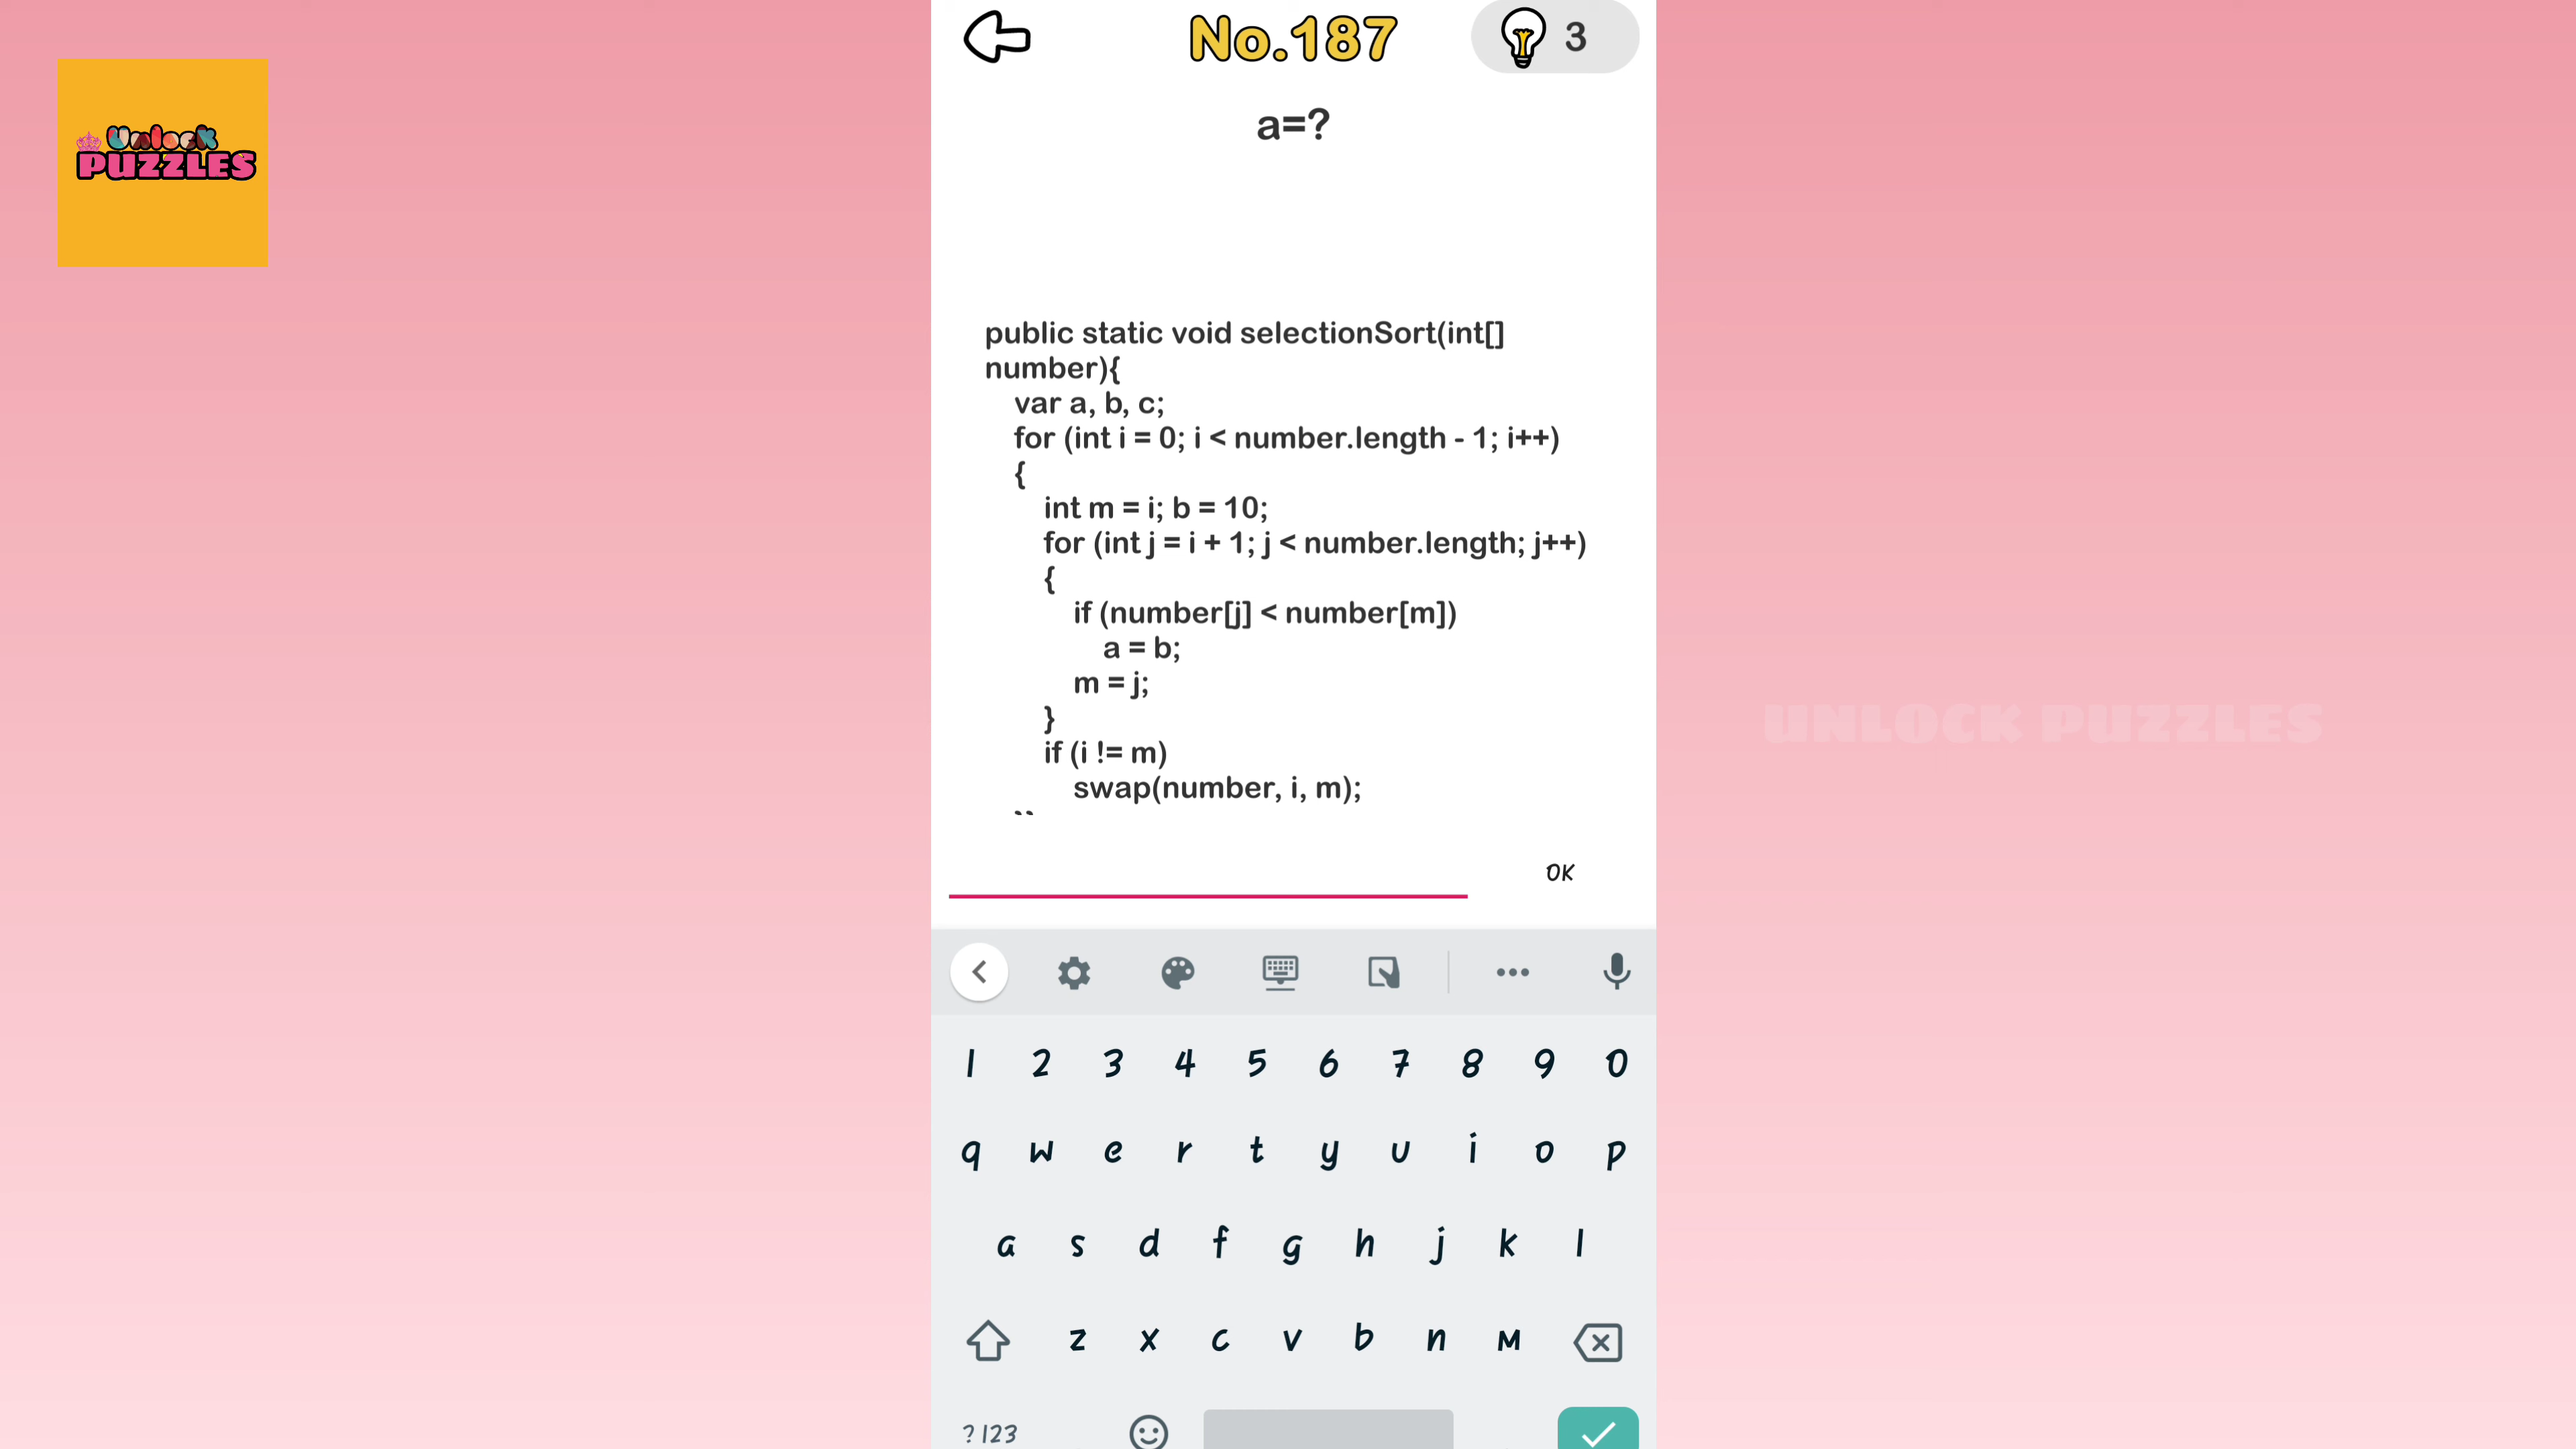 Unlock
PUZZLES
No.187
3
a=?
public static void selectionSort(int[]
number){
var a, b, c;
for (int i = 0; i < number.length - 1; i++)
{
int m = i; b = 10;
for (int j = i + 1; j < number.length; j++)
{
if (number[j] < number[m])
a = b;
m = j;
}
if (i != m)
swap(number, i, m);
OK
UNLOCK PUZZLES
1 2 3 4 5 6 7 8 9 0
q w e r t y u i o p
a s d f g h j k l
z x c v b n m
?123